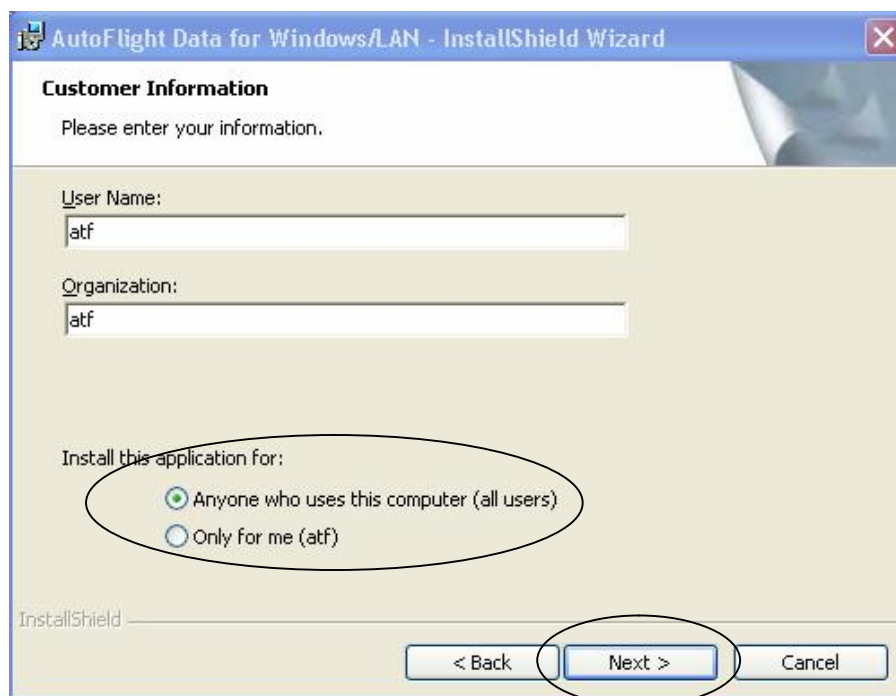 AutoFlight Data for Windows/LAN - InstallShield Wizard
Customer Information
Please enter your information.
User Name:
atf
Organization:
atf
Install this application for:
Anyone who uses this computer (all users)
Only for me (atf)
InstallShield
< Back Next > Cancel